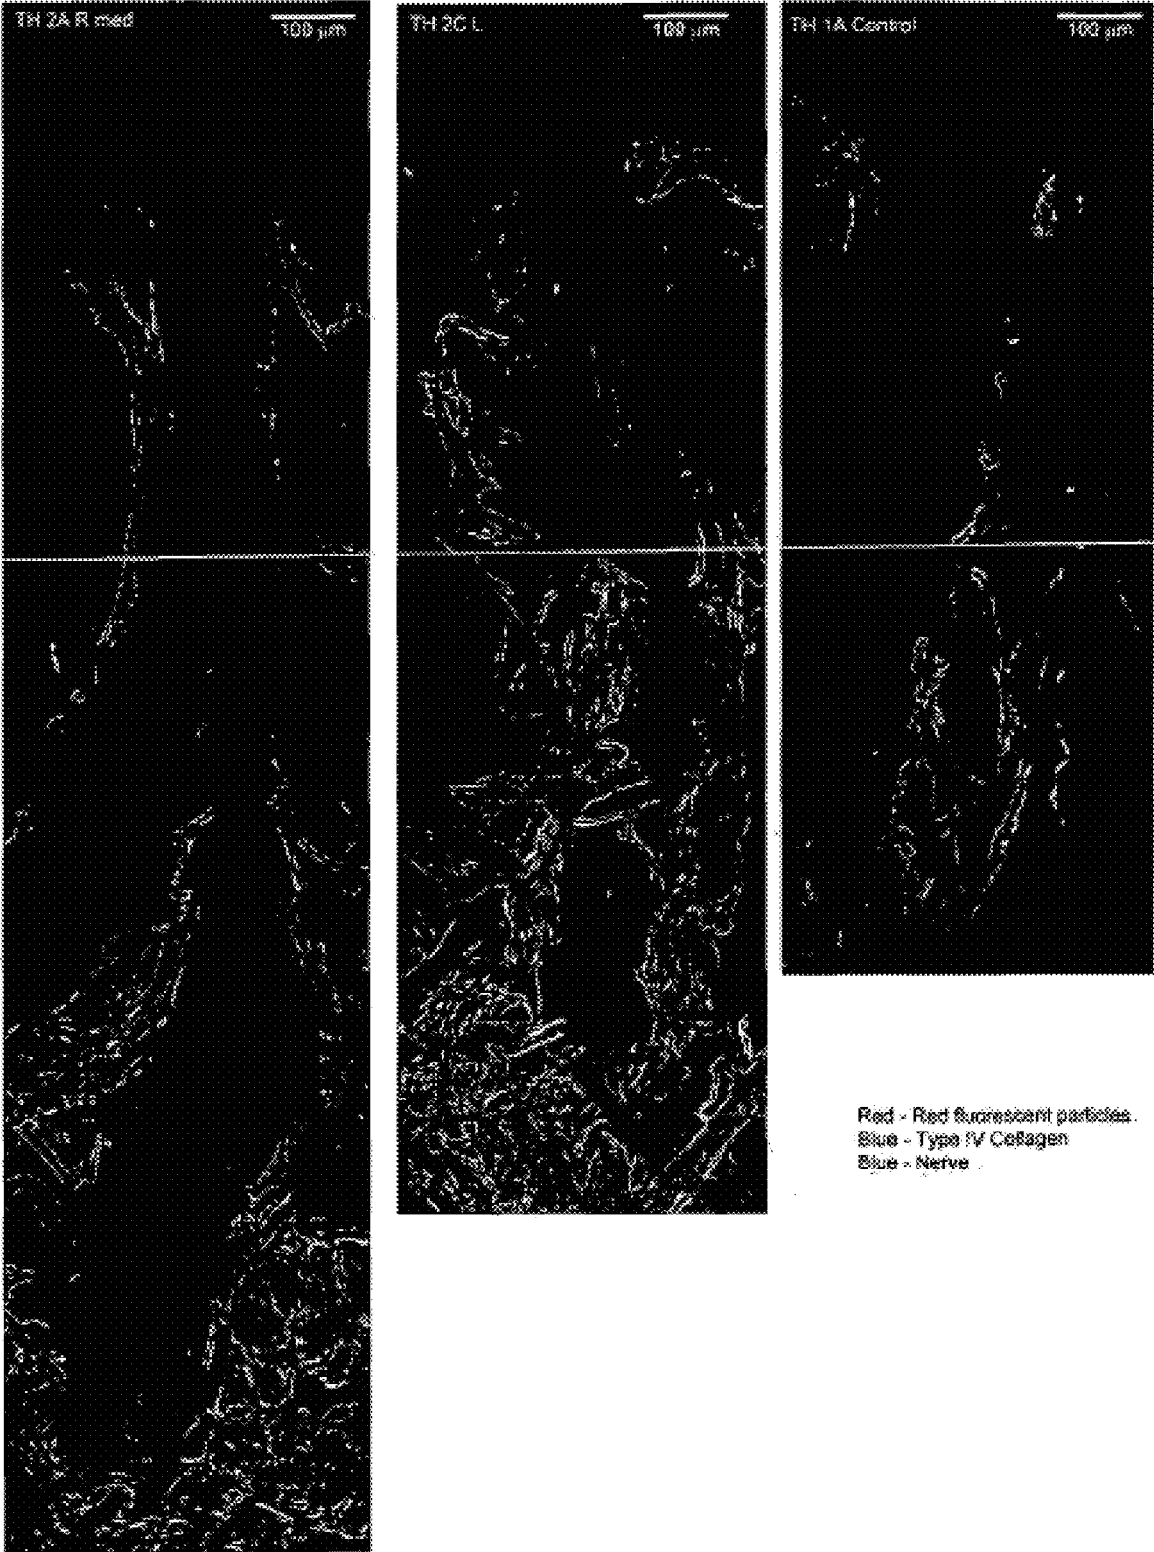 TH 2A R med
100 µm
TH 2C L
100 µm
TH 1A Control
100 µm
Red - Red fluorescent particles.
Blue - Type IV Collagen
Blue - Nerve